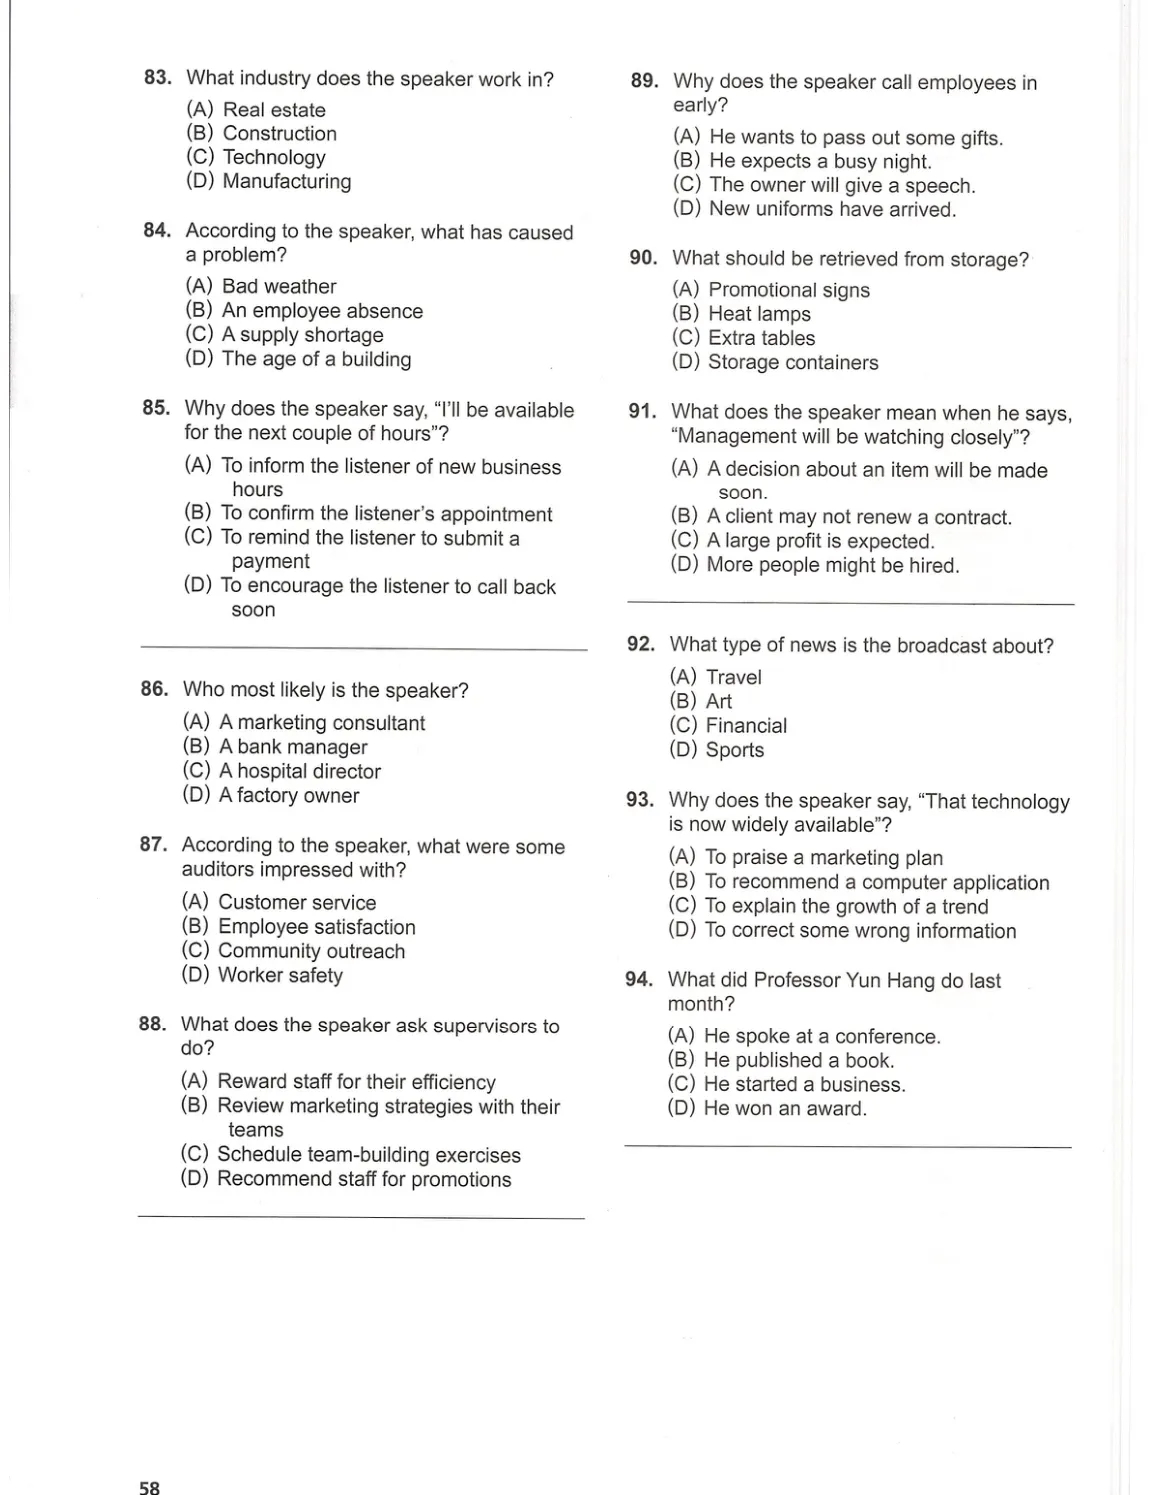 83. What industry does the speaker work in?
(A) Real estate
(B) Construction
(C) Technology
(D) Manufacturing
84. According to the speaker, what has caused
a problem?
(A) Bad weather
(B) An employee absence
(C) A supply shortage
(D) The age of a building
85. Why does the speaker say, “I’ll be available
for the next couple of hours”?
(A) To inform the listener of new business
hours
(B) To confirm the listener’s appointment
(C) To remind the listener to submit a
payment
(D) To encourage the listener to call back
soon
86. Who most likely is the speaker?
(A) A marketing consultant
(B) A bank manager
(C) A hospital director
(D) A factory owner
87. According to the speaker, what were some
auditors impressed with?
(A) Customer service
(B) Employee satisfaction
(C) Community outreach
(D) Worker safety
88. What does the speaker ask supervisors to
do?
(A) Reward staff for their efficiency
(B) Review marketing strategies with their
teams
(C) Schedule team-building exercises
(D) Recommend staff for promotions
89. Why does the speaker call employees in
early?
(A) He wants to pass out some gifts.
(B) He expects a busy night.
(C) The owner will give a speech.
(D) New uniforms have arrived.
90. What should be retrieved from storage?
(A) Promotional signs
(B) Heat lamps
(C) Extra tables
(D) Storage containers
91. What does the speaker mean when he says,
“Management will be watching closely”?
(A) A decision about an item will be made
soon.
(B) A client may not renew a contract.
(C) A large profit is expected.
(D) More people might be hired.
92. What type of news is the broadcast about?
(A) Travel
(B) Art
(C) Financial
(D) Sports
93. Why does the speaker say, “That technology
is now widely available”?
(A) To praise a marketing plan
(B) To recommend a computer application
(C) To explain the growth of a trend
(D) To correct some wrong information
94. What did Professor Yun Hang do last
month?
(A) He spoke at a conference.
(B) He published a book.
(C) He started a business.
(D) He won an award.
58